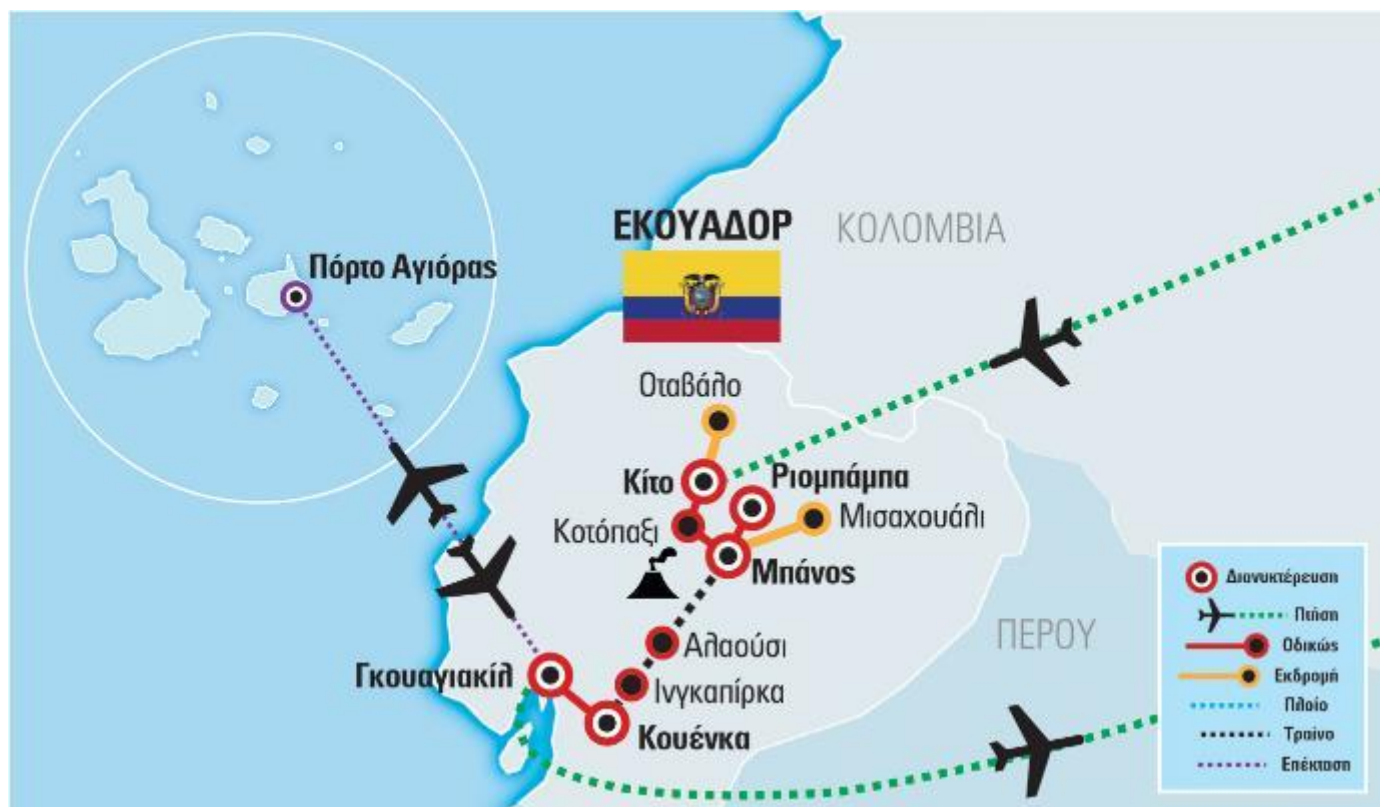 ΕΚΟΥΑΔΟΡ
ΚΟΛΟΜΒΙΑ
Πόρτο Αγιόρας
Οταβάλο
Κίτο
Ριομπάμπα
Κοτόπαξι
Μισαχουάλι
Μπάνος
ΠΕΡΟΥ
Αλαούσι
Γκουαγιακίλ
Ινγκαπίρκα
Κουένκα
Διανυκτέρευση
Πτήση
Οδικώς
Εκδρομή
Πλοίο
Τραίνο
Επέκταση